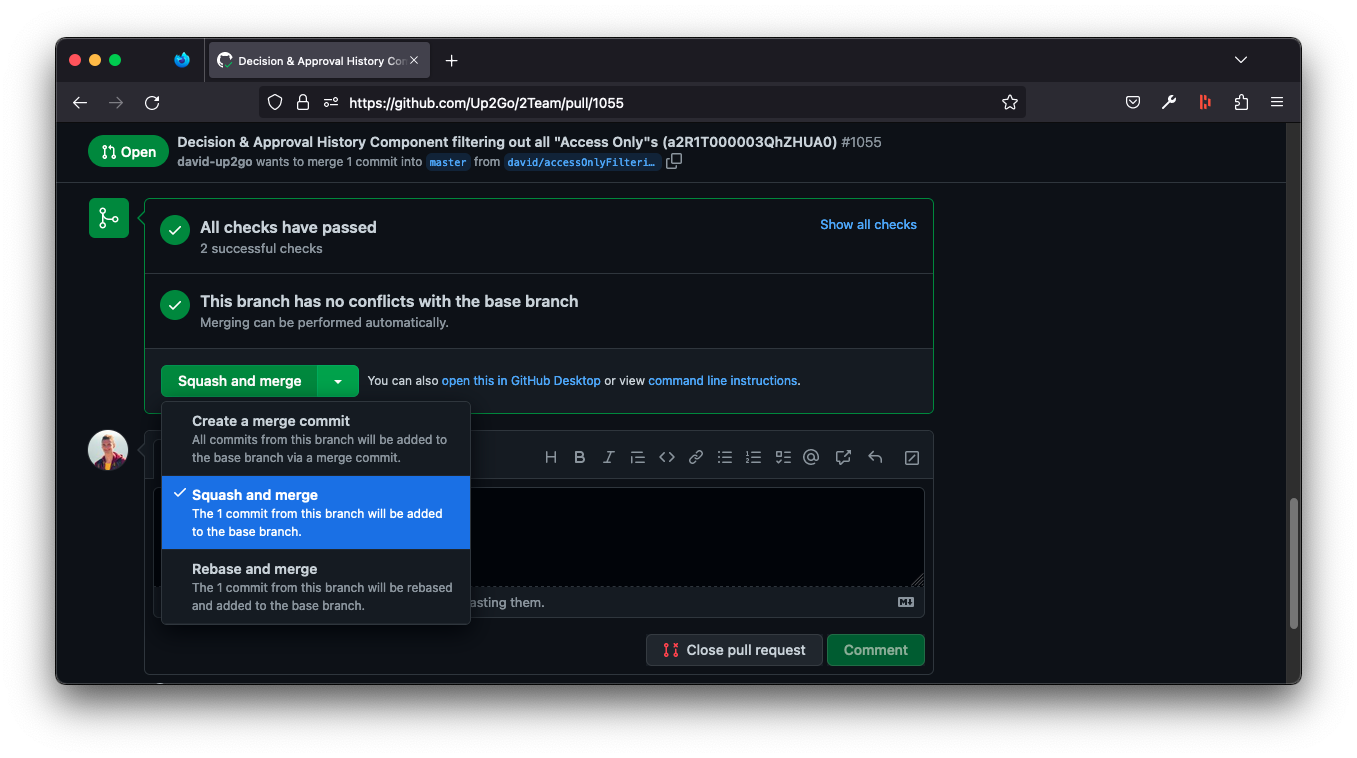 Decision & Approval History Con
https://github.com/Up2Go/2Team/pull/1055
Open
Decision & Approval History Component filtering out all "Access Only"s (a2R1T000003QhZHUA0) #1055
david-up2go wants to merge 1 commit into master from david/accessOnlyFilteri…
All checks have passed
Show all checks
2 successful checks
This branch has no conflicts with the base branch
Merging can be performed automatically.
Squash and merge
You can also open this in GitHub Desktop or view command line instructions.
Create a merge commit
All commits from this branch will be added to
the base branch via a merge commit.
Squash and merge
The 1 commit from this branch will be added
to the base branch.
Rebase and merge
The 1 commit from this branch will be rebased
and added to the base branch.
asting them.
Close pull request
Comment